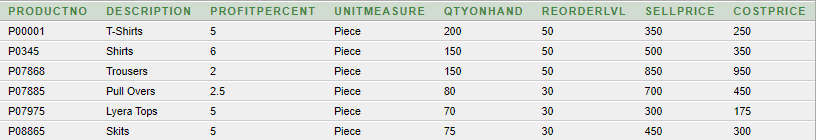 PRODUCTNO DESCRIPTION PROFITPERCENT UNITMEASURE QTYONHAND REORDERLVL SELLPRICE COSTPRICE
P00001 T-Shirts 5 Piece 200 50 350 250
P0345 Shirts 6 Piece 150 50 500 350
P07868 Trousers 2 Piece 150 50 850 950
P07885 Pull Overs 2.5 Piece 80 30 700 450
P07975 Lyera Tops 5 Piece 70 30 300 175
P08865 Skits 5 Piece 75 30 450 300